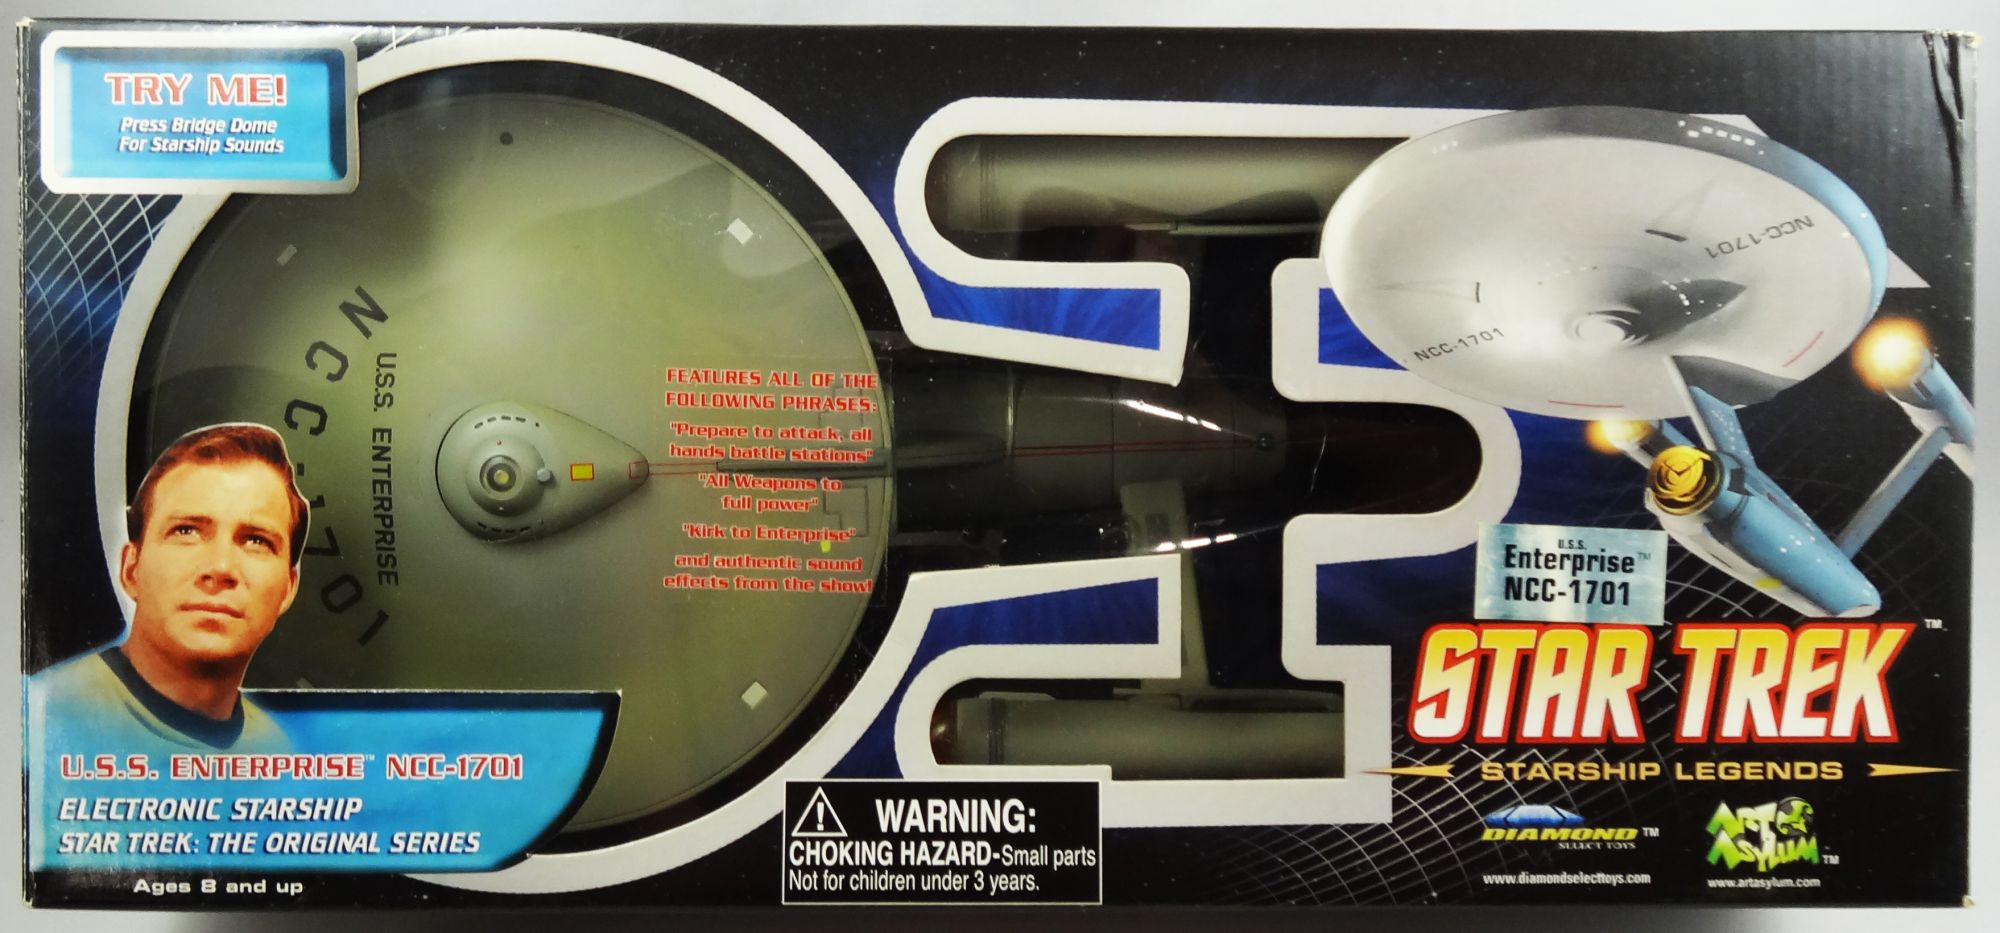 TRY ME!
Press Bridge Dome
For Starship Sounds
NCC-1701
U.S.S. ENTERPRISE
FEATURES ALL OF THE
FOLLOWING PHRASES:
"Prepare to attack, all
hands battle stations"
"All Weapons to
full power"
"Kirk to Enterprise"
and authentic sound
effects from the show!
NCC-1701
NCC-1701
U.S.S.
Enterprise™
NCC-1701
STAR TREK™
STARSHIP LEGENDS
DIAMOND™
SELECT TOYS
www.diamondselecttoys.com
ART
ASYLUM™
www.artasylum.com
U.S.S. ENTERPRISE™ NCC-1701
ELECTRONIC STARSHIP
STAR TREK: THE ORIGINAL SERIES
Ages 8 and up
WARNING:
CHOKING HAZARD-Small parts
Not for children under 3 years.